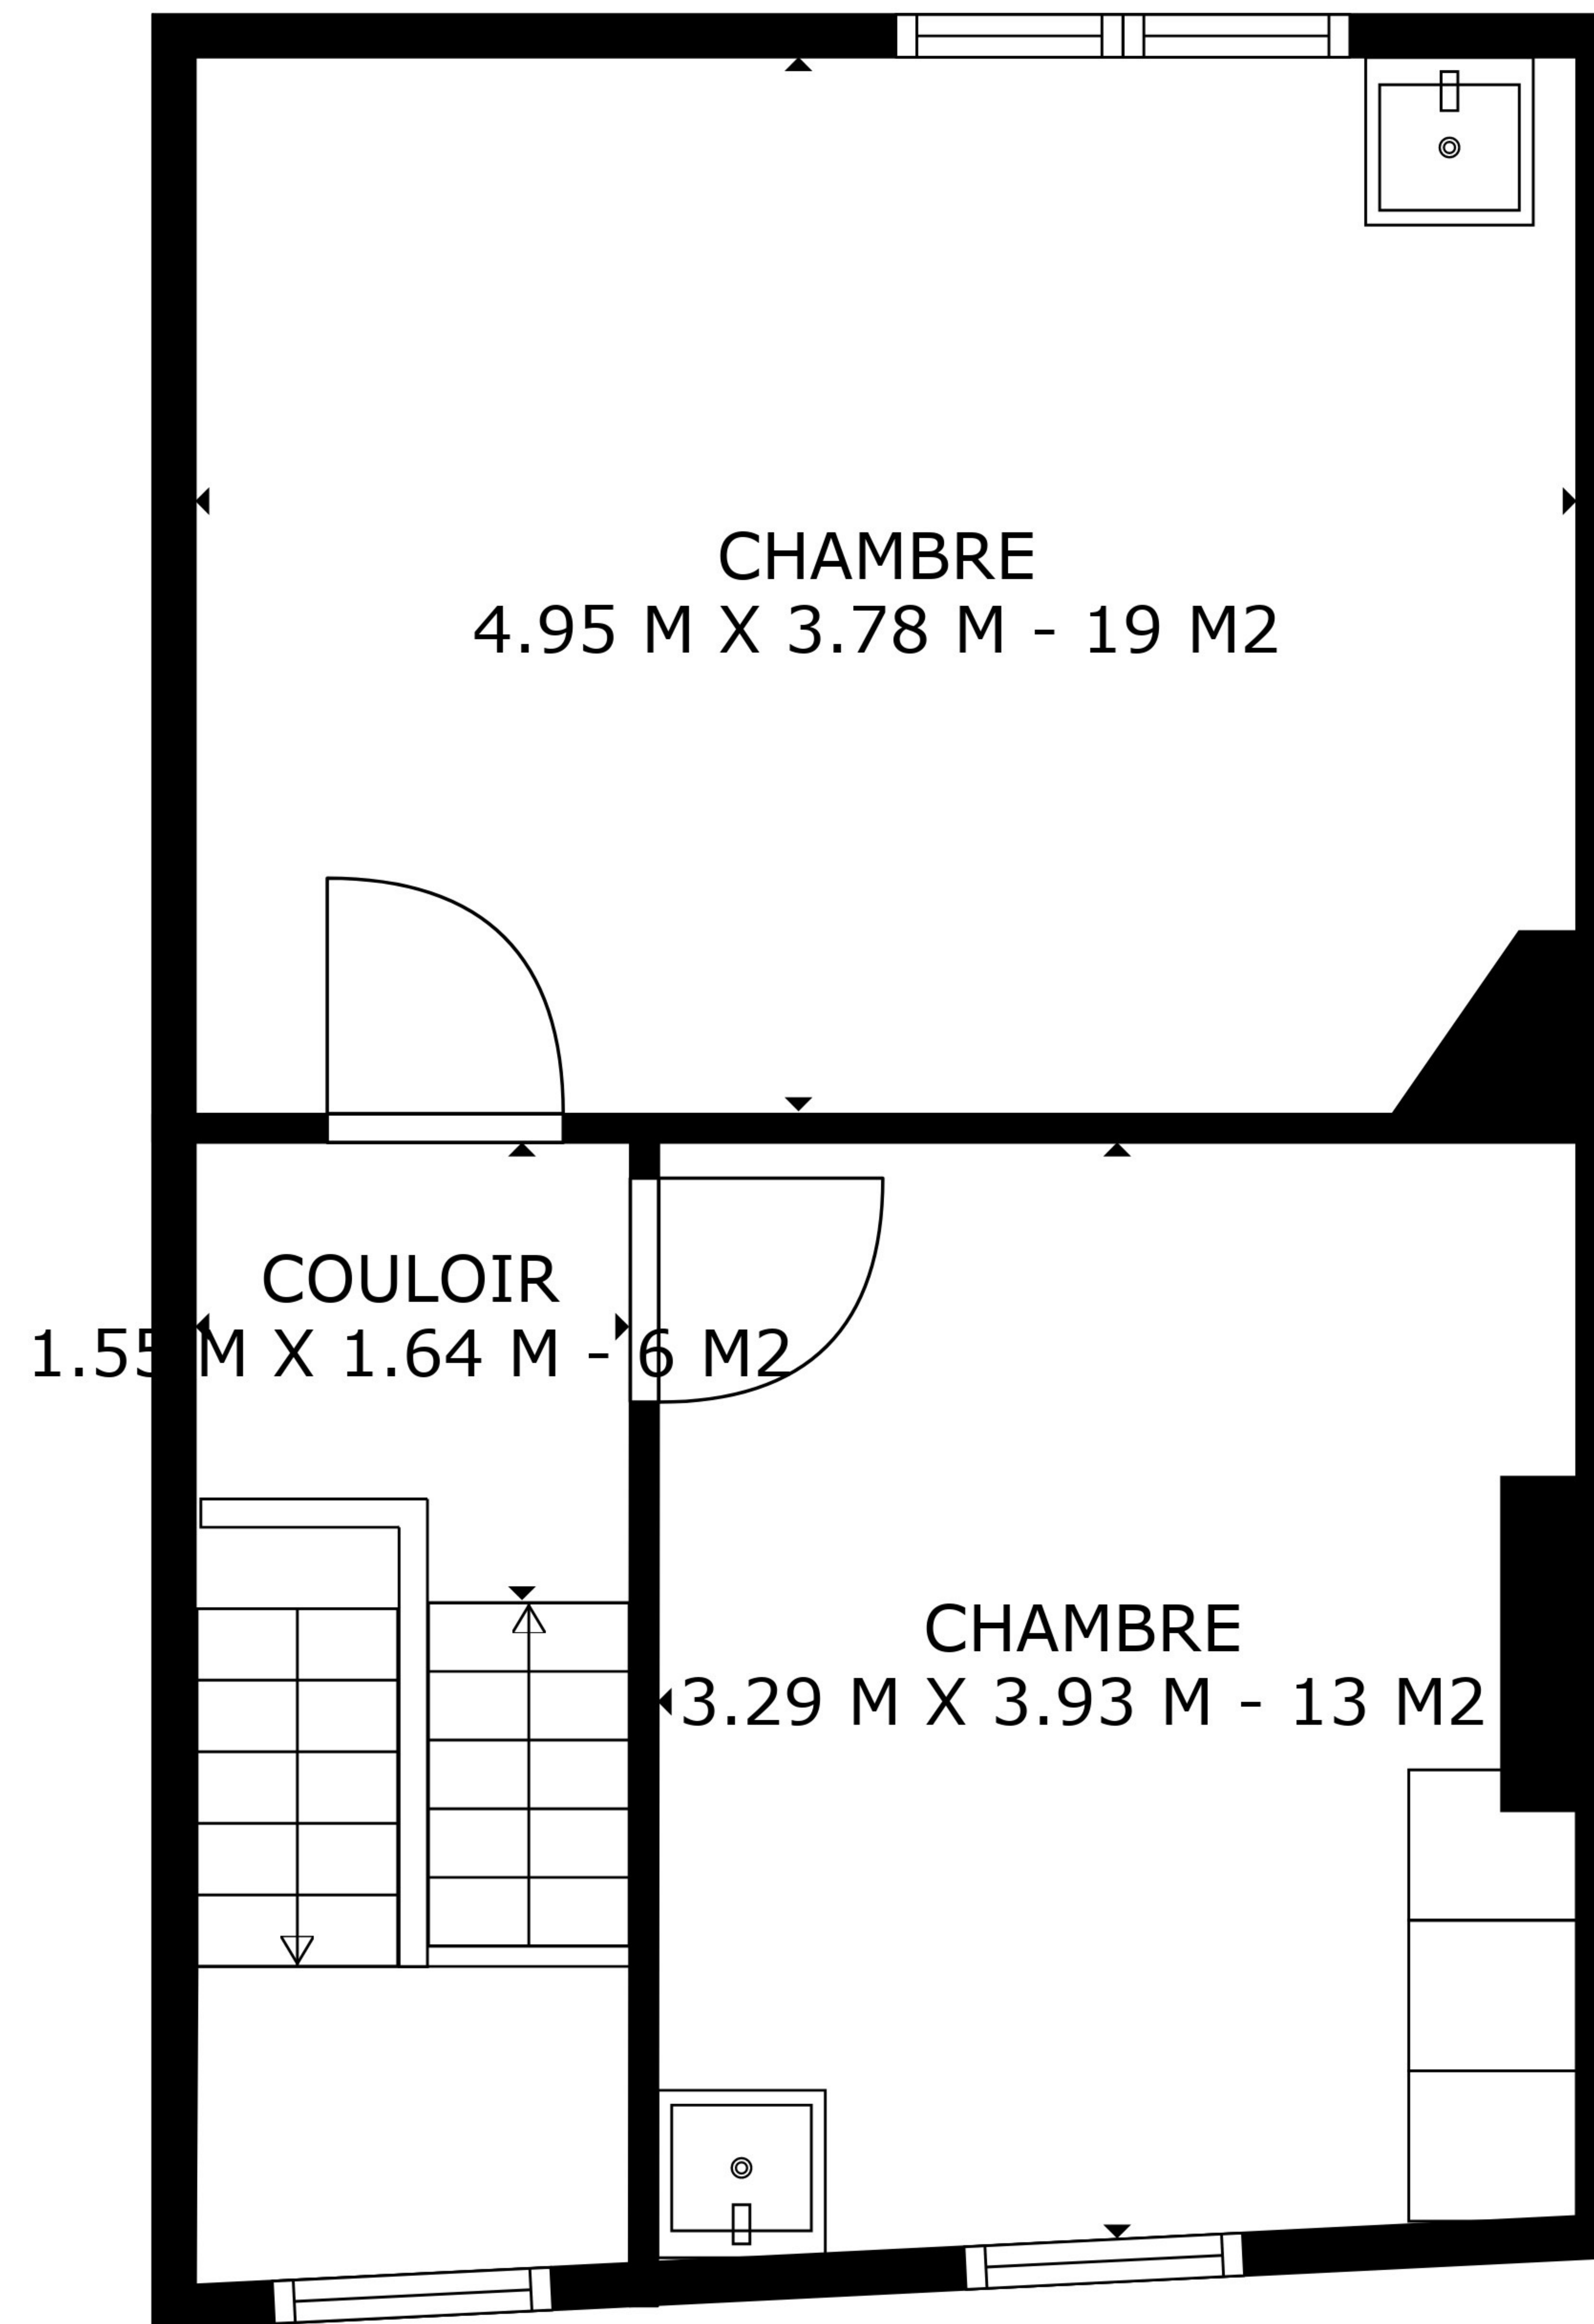 CHAMBRE
4.95 M X 3.78 M - 19 M2
COULOIR
1.55 M X 1.64 M - 6 M2
CHAMBRE
3.29 M X 3.93 M - 13 M2